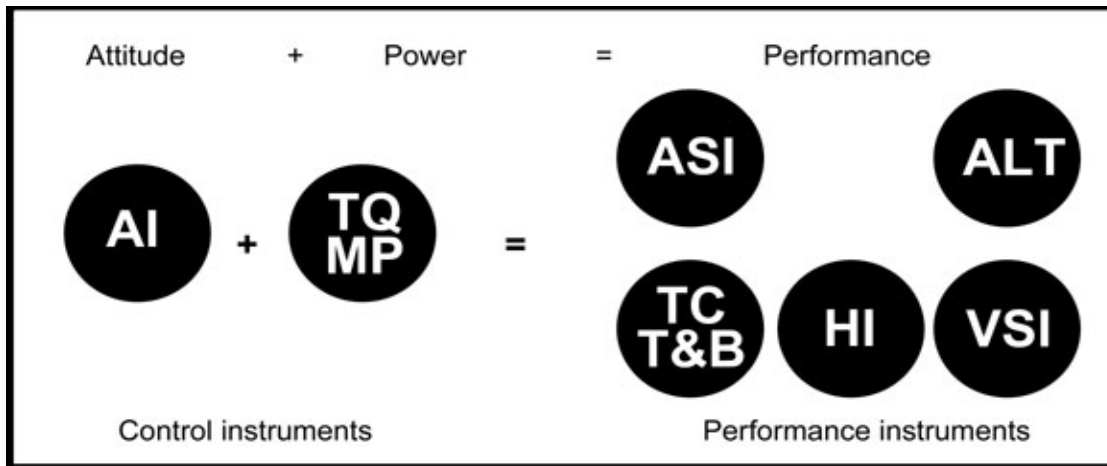 Attitude + Power = Performance
ASI ALT
AI + TQ MP =
TC T&B HI VSI
Control instruments Performance instruments